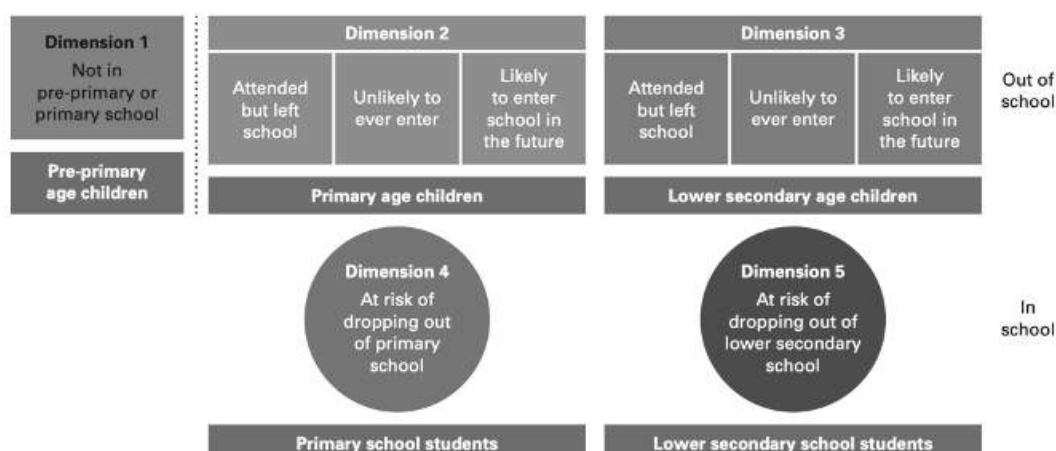 Dimension 1
Not in
pre-primary or
primary school
Pre-primary
age children
Dimension 2
Attended
but left
school
Unlikely to
ever enter
Likely
to enter
school in
the future
Primary age children
Dimension 3
Attended
but left
school
Unlikely to
ever enter
Likely
to enter
school in
the future
Lower secondary age children
Out of
school
Dimension 4
At risk of
dropping out
of primary
school
Primary school students
Dimension 5
At risk of
dropping out of
lower secondary
school
Lower secondary school students
In
school